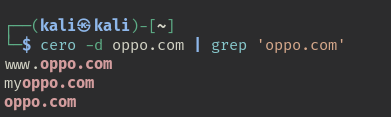 ┌──(kali㉿kali)-[~]
└─$ cero -d oppo.com | grep 'oppo.com'
www.oppo.com
myoppo.com
oppo.com